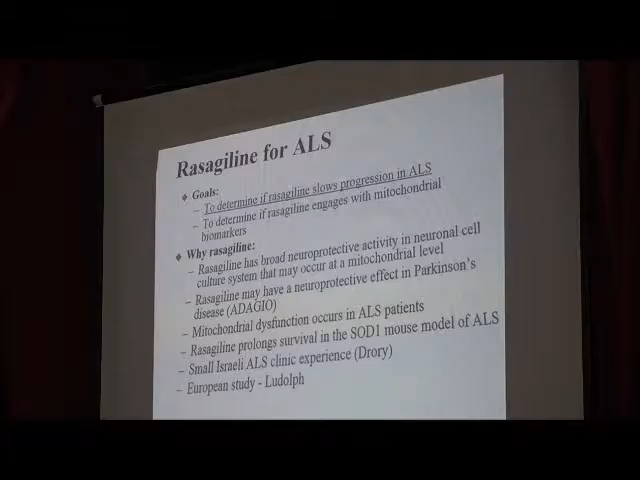 Rasagiline for ALS
❖ Goals:
– To determine if rasagiline slows progression in ALS
– To determine if rasagiline engages with mitochondrial
biomarkers
❖ Why rasagiline:
– Rasagiline has broad neuroprotective activity in neuronal cell
culture system that may occur at a mitochondrial level
– Rasagiline may have a neuroprotective effect in Parkinson's
disease (ADAGIO)
– Mitochondrial dysfunction occurs in ALS patients
– Rasagiline prolongs survival in the SOD1 mouse model of ALS
– Small Israeli ALS clinic experience (Drory)
– European study - Ludolph